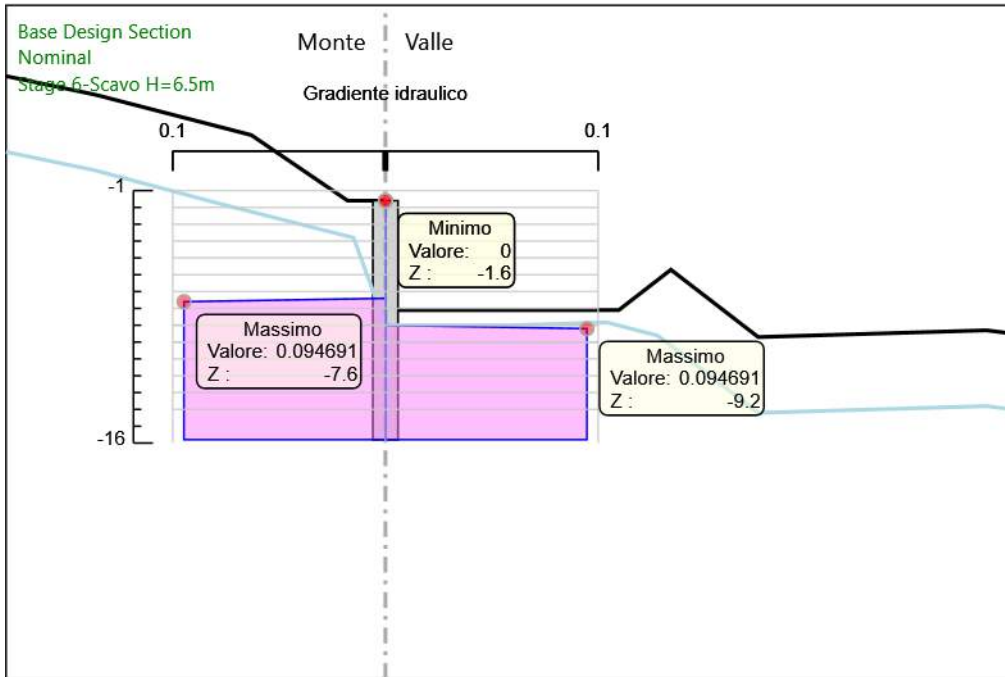 Base Design Section
Nominal
Stage 6-Scavo H=6.5m
Monte
Valle
Gradiente idraulico
0.1
0.1
-1
-16
Minimo
Valore: 0
Z : -1.6
Massimo
Valore: 0.094691
Z : -7.6
Massimo
Valore: 0.094691
Z : -9.2